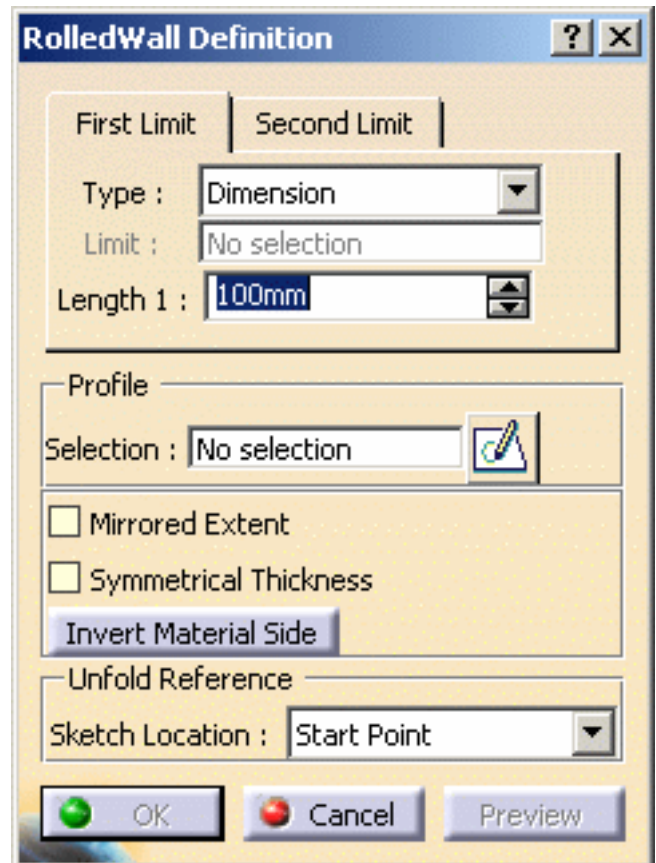 RolledWall Definition ? X
First Limit Second Limit
Type : Dimension
Limit : No selection
Length 1 : 100mm
Profile
Selection : No selection
Mirrored Extent
Symmetrical Thickness
Invert Material Side
Unfold Reference
Sketch Location : Start Point
OK Cancel Preview